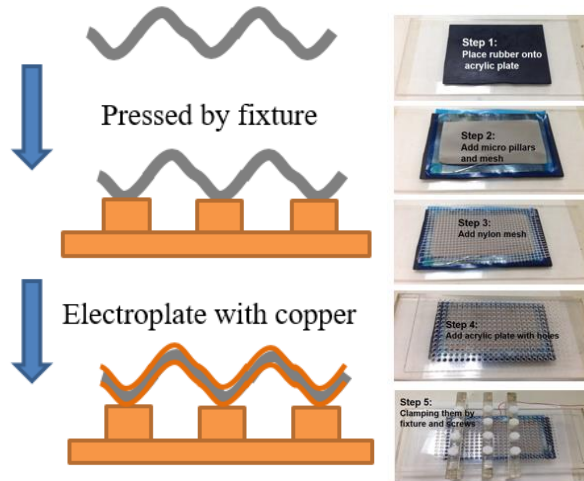 Pressed by fixture
Electroplate with copper
Step 1:
Place rubber onto
acrylic plate
Step 2:
Add micro pillars
and mesh
Step 3:
Add nylon mesh
Step 4:
Add acrylic plate with holes
Step 5:
Clamping them by
fixture and screws